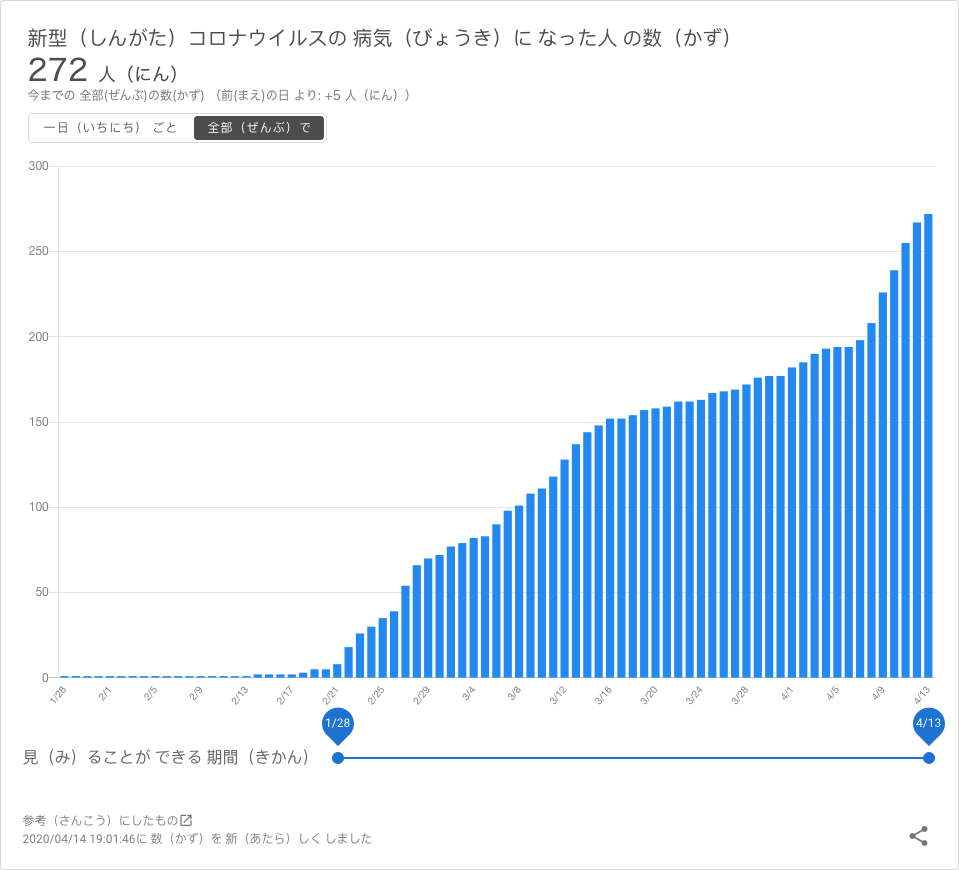 新型（しんがた）コロナウイルスの 病気（びょうき）に なった人 の数（かず）
272 人（にん）
今までの 全部(ぜんぶ)の数(かず) （前(まえ)の日 より: +5 人（にん））
一日（いちにち） ごと 全部（ぜんぶ）で
300
250
200
150
100
50
0
1/28 2/1 2/5 2/9 2/13 2/17 2/21 2/25 2/29 3/4 3/8 3/12 3/16 3/20 3/24 3/28 4/1 4/5 4/9 4/13
1/28 4/13
見（み）ることが できる 期間（きかん）
参考（さんこう）にしたもの
2020/04/14 19:01:46に 数（かず）を 新（あたら）しく しました